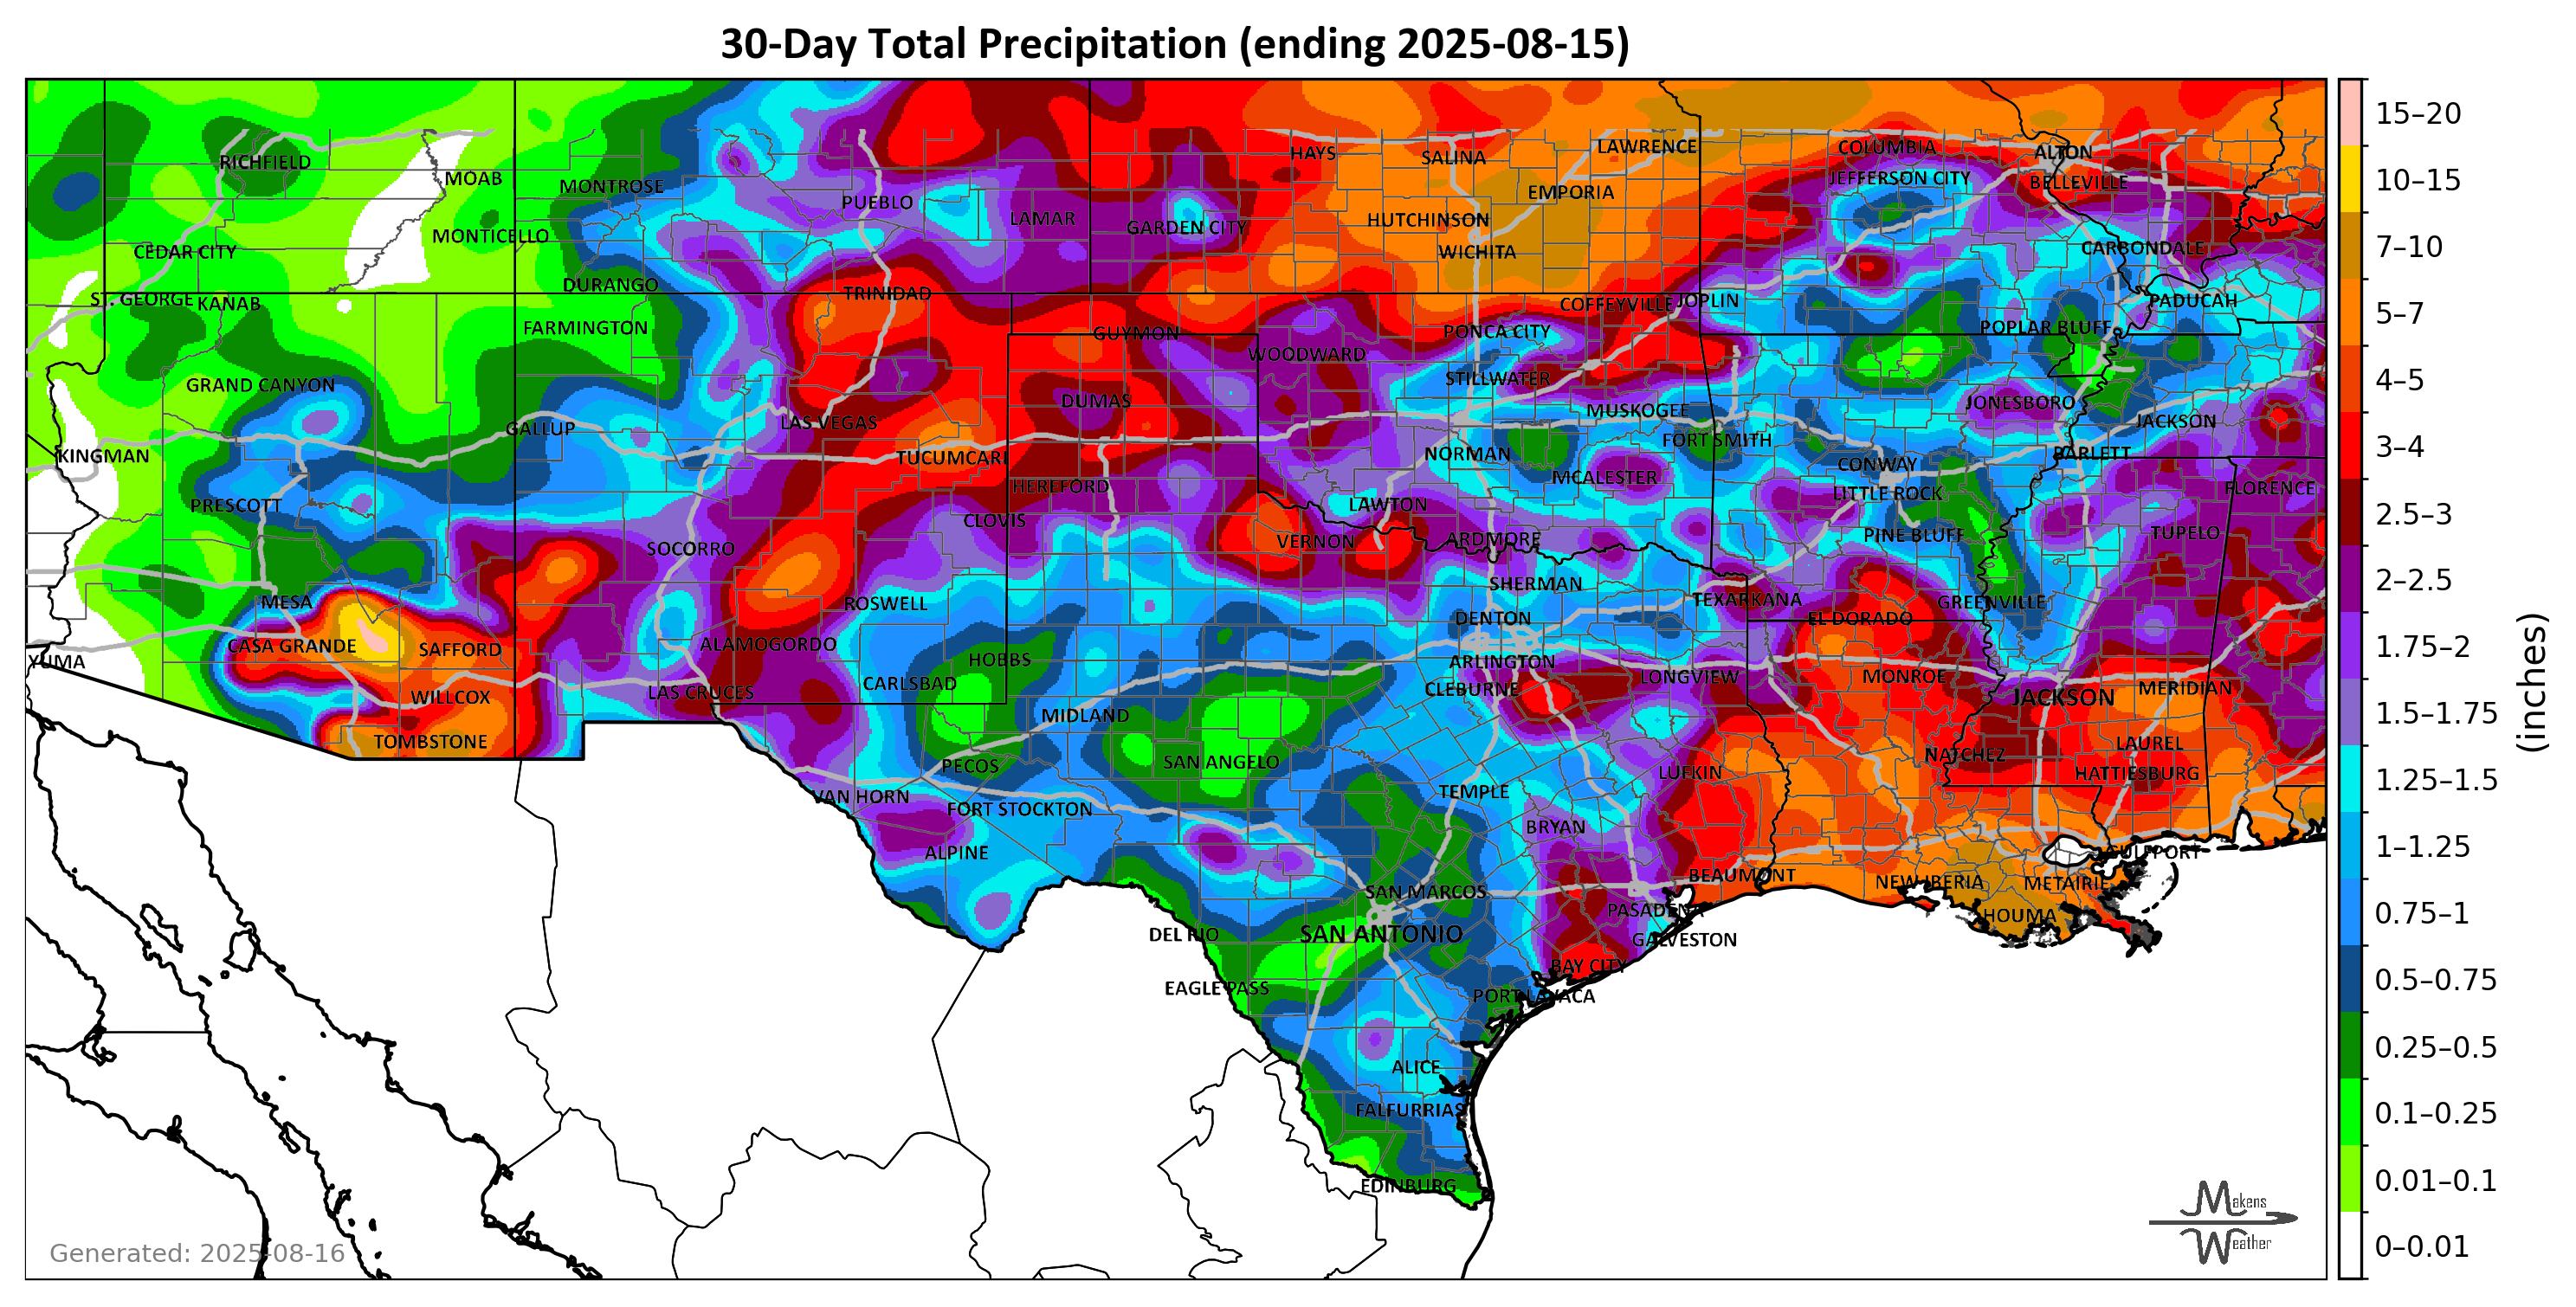 30-Day Total Precipitation (ending 2025-08-15)
HAYS
SALINA
LAWRENCE
COLUMBIA
ALTON
RICHFIELD
MOAB
MONTROSE
EMPORIA
JEFFERSON CITY
BELLEVILLE
PUEBLO
LAMAR
GARDEN CITY
HUTCHINSON
MONTICELLO
CEDAR CITY
WICHITA
CARBONDALE
DURANGO
TRINIDAD
ST. GEORGE
KANAB
COFFEYVILLE
JOPLIN
PADUCAH
FARMINGTON
GUYMON
PONCA CITY
POPLAR BLUFF
WOODWARD
GRAND CANYON
STILLWATER
DUMAS
MUSKOGEE
JONESBORO
LAS VEGAS
JACKSON
GALLUP
FORT SMITH
KINGMAN
TUCUMCARI
NORMAN
BARLETT
CONWAY
MCALESTER
HEREFORD
LITTLE ROCK
FLORENCE
PRESCOTT
LAWTON
CLOVIS
PINE BLUFF
TUPELO
SOCORRO
VERNON
ARDMORE
SHERMAN
MESA
ROSWELL
TEXARKANA
GREENVILLE
DENTON
EL DORADO
CASA GRANDE
SAFFORD
ALAMOGORDO
YUMA
HOBBS
ARLINGTON
LONGVIEW
MONROE
CARLSBAD
CLEBURNE
MERIDIAN
WILLCOX
LAS CRUCES
JACKSON
MIDLAND
TOMBSTONE
LAUREL
NATCHEZ
PECOS
SAN ANGELO
LUFKIN
HATTIESBURG
VAN HORN
FORT STOCKTON
TEMPLE
BRYAN
ALPINE
GULFPORT
BEAUMONT
NEW IBERIA
METAIRIE
SAN MARCOS
PASADENA
HOUMA
DEL RIO
SAN ANTONIO
GALVESTON
BAY CITY
EAGLE PASS
PORT LAVACA
ALICE
FALFURRIAS
EDINBURG
15–20
10–15
7–10
5–7
4–5
3–4
2.5–3
2–2.5
1.75–2
1.5–1.75
1.25–1.5
1–1.25
0.75–1
0.5–0.75
0.25–0.5
0.1–0.25
0.01–0.1
0–0.01
(inches)
Generated: 2025-08-16
Makens
Weather